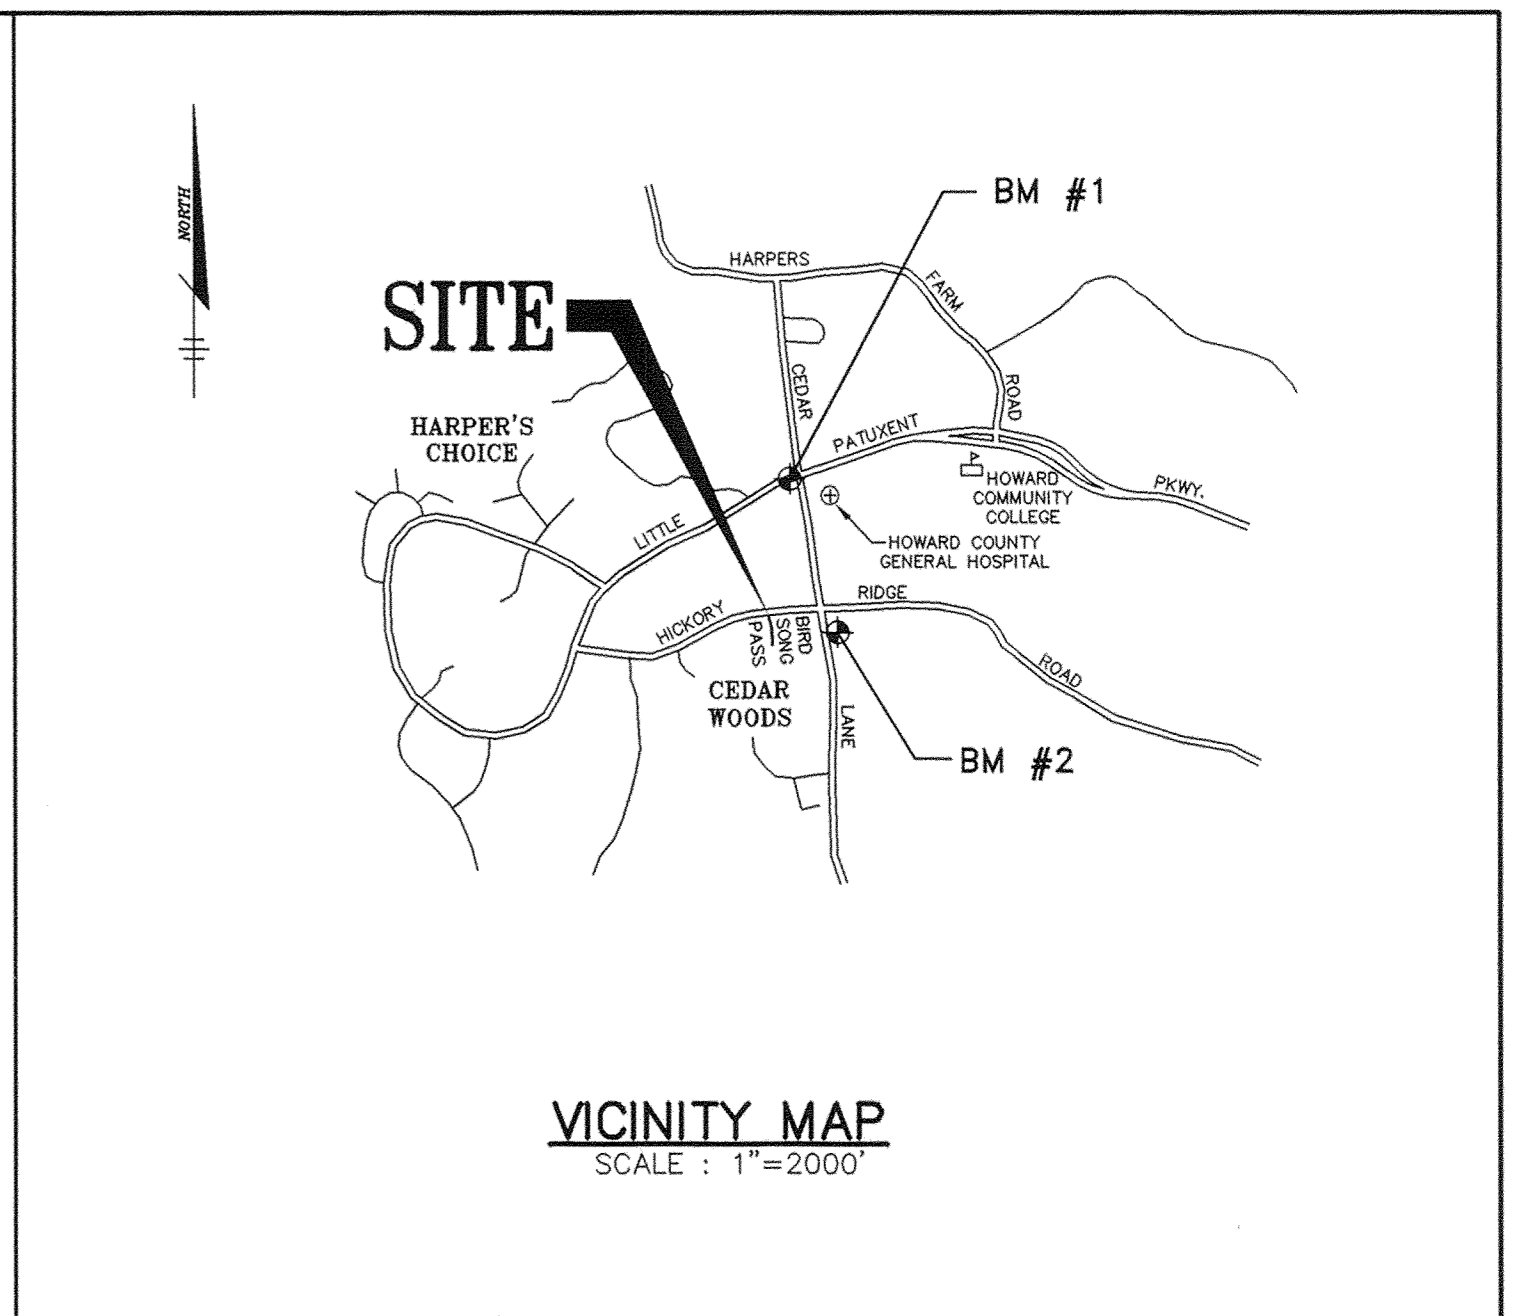 NORTH
BM #1
HARPERS
FARM
SITE
ROAD
CEDAR
HARPER'S
CHOICE
PATUXENT
HOWARD
COMMUNITY
COLLEGE
PKWY.
LITTLE
HOWARD COUNTY
GENERAL HOSPITAL
RIDGE
HICKORY
BIRD
SONG
PASS
ROAD
CEDAR
WOODS
LANE
BM #2
VICINITY MAP
SCALE : 1"=2000'